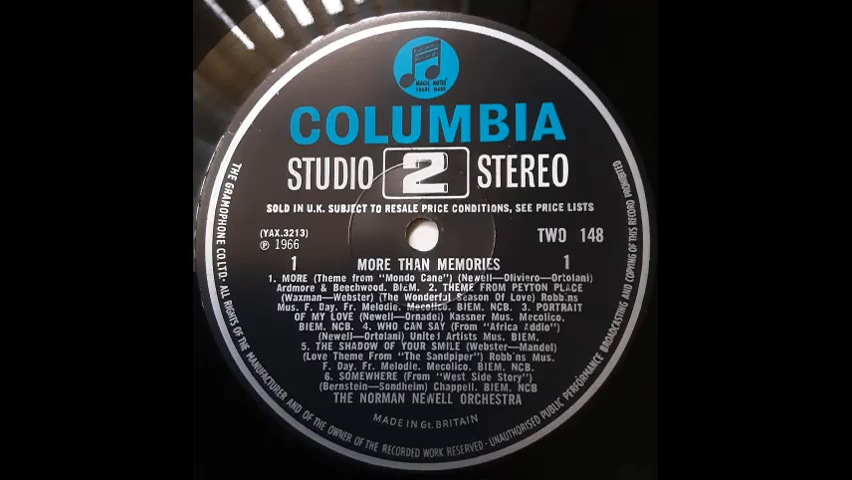 MAGIC NOTES
TRADE MARK
COLUMBIA
STUDIO 2 STEREO
SOLD IN U.K. SUBJECT TO RESALE PRICE CONDITIONS, SEE PRICE LISTS
(YAX.3213)
℗ 1966
TWO 148
1 MORE THAN MEMORIES 1
1. MORE (Theme from "Mondo Cane") (Newell—Oliviero—Ortolani)
Ardmore & Beechwood. BIEM. 2. THEME FROM PEYTON PLACE
(Waxman—Webster) (The Wonderful Season Of Love) Robbins
Mus. F. Day. Fr. Melodie. Mecolico. BIEM. NCB. 3. PORTRAIT
OF MY LOVE (Newell—Ornadel) Kassner Mus. Mecolico.
BIEM. NCB. 4. WHO CAN SAY (From "Africa Addio")
(Newell—Ortolani) United Artists Mus. BIEM.
5. THE SHADOW OF YOUR SMILE (Webster—Mandel)
(Love Theme From "The Sandpiper") Robbins Mus.
F. Day. Fr. Melodie. Mecolico. BIEM. NCB.
6. SOMEWHERE (From "West Side Story")
(Bernstein—Sondheim) Chappell. BIEM. NCB
THE NORMAN NEWELL ORCHESTRA
MADE IN Gt. BRITAIN
THE GRAMOPHONE CO. LTD. · ALL RIGHTS OF THE MANUFACTURER AND OF THE OWNER OF THE RECORDED WORK RESERVED · UNAUTHORISED PUBLIC PERFORMANCE BROADCASTING AND COPYING OF THIS RECORD PROHIBITED